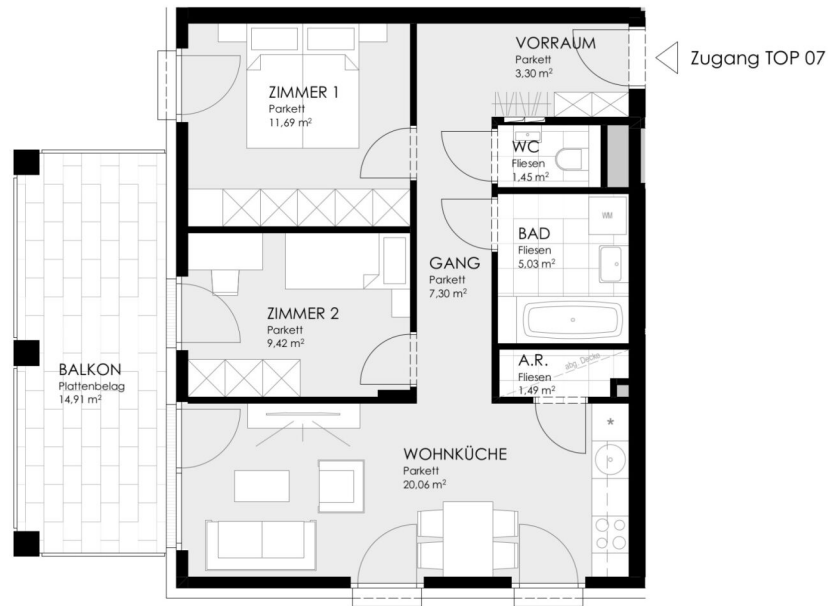 VORRAUM
Parkett
3,30 m²
Zugang TOP 07
ZIMMER 1
Parkett
11,69 m²
WC
Fliesen
1,45 m²
WM
BAD
Fliesen
5,03 m²
GANG
Parkett
7,30 m²
ZIMMER 2
Parkett
9,42 m²
BALKON
Plattenbelag
14,91 m²
A.R.
Fliesen
1,49 m²
abg. Decke
*
WOHNKÜCHE
Parkett
20,06 m²